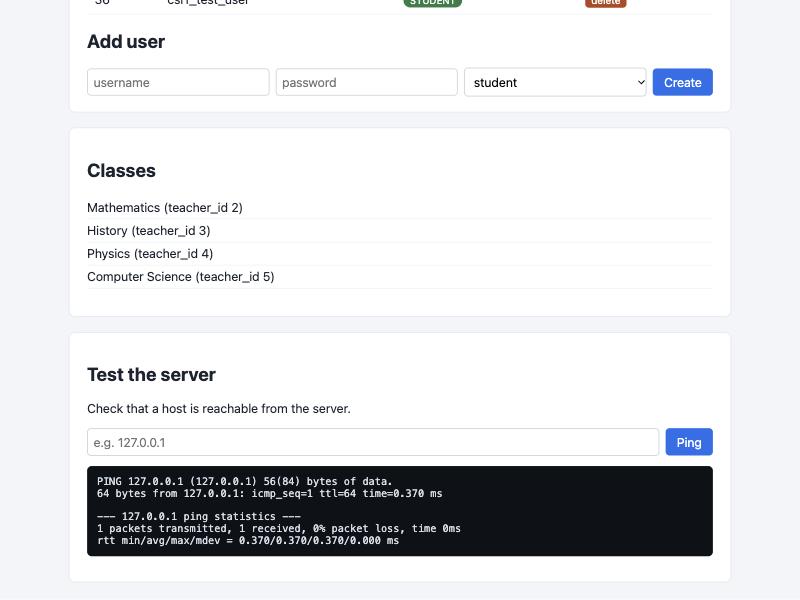 36 csrf_test_user STUDENT delete
Add user
username password student Create
Classes
Mathematics (teacher_id 2)
History (teacher_id 3)
Physics (teacher_id 4)
Computer Science (teacher_id 5)
Test the server
Check that a host is reachable from the server.
e.g. 127.0.0.1 Ping
PING 127.0.0.1 (127.0.0.1) 56(84) bytes of data.
64 bytes from 127.0.0.1: icmp_seq=1 ttl=64 time=0.370 ms
--- 127.0.0.1 ping statistics ---
1 packets transmitted, 1 received, 0% packet loss, time 0ms
rtt min/avg/max/mdev = 0.370/0.370/0.370/0.000 ms